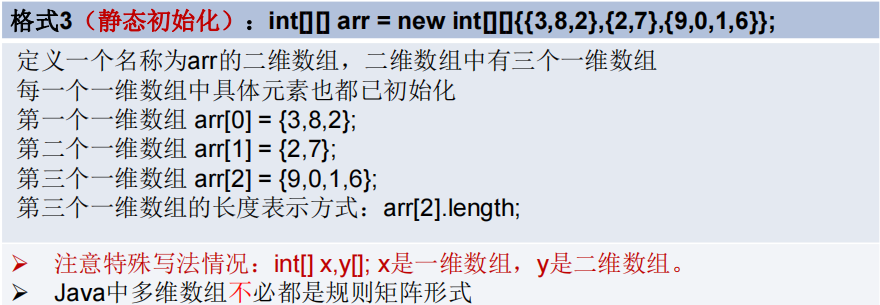 格式3（静态初始化）：int[][] arr = new int[][]{{3,8,2},{2,7},{9,0,1,6}};
定义一个名称为arr的二维数组，二维数组中有三个一维数组
每一个一维数组中具体元素也都已初始化
第一个一维数组 arr[0] = {3,8,2};
第二个一维数组 arr[1] = {2,7};
第三个一维数组 arr[2] = {9,0,1,6};
第三个一维数组的长度表示方式：arr[2].length;
➢ 注意特殊写法情况：int[] x,y[]; x是一维数组，y是二维数组。
➢ Java中多维数组不必都是规则矩阵形式